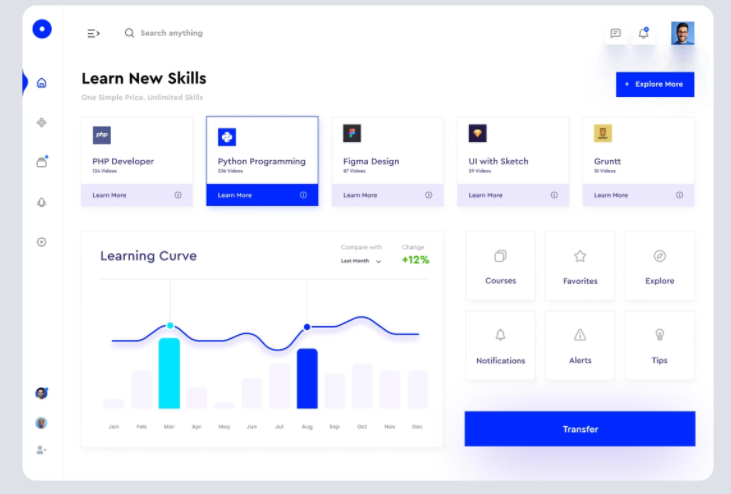 Search anything
Learn New Skills
One Simple Price, Unlimited Skills
+ Explore More
php
PHP Developer
124 Videos
Learn More
Python Programming
236 Videos
Learn More
Figma Design
87 Videos
Learn More
UI with Sketch
39 Videos
Learn More
Gruntt
18 Videos
Learn More
Learning Curve
Compare with
Last Month
Change
+12%
Jan Feb Mar Apr May Jun Jul Aug Sep Oct Nov Dec
Courses
Favorites
Explore
Notifications
Alerts
Tips
Transfer